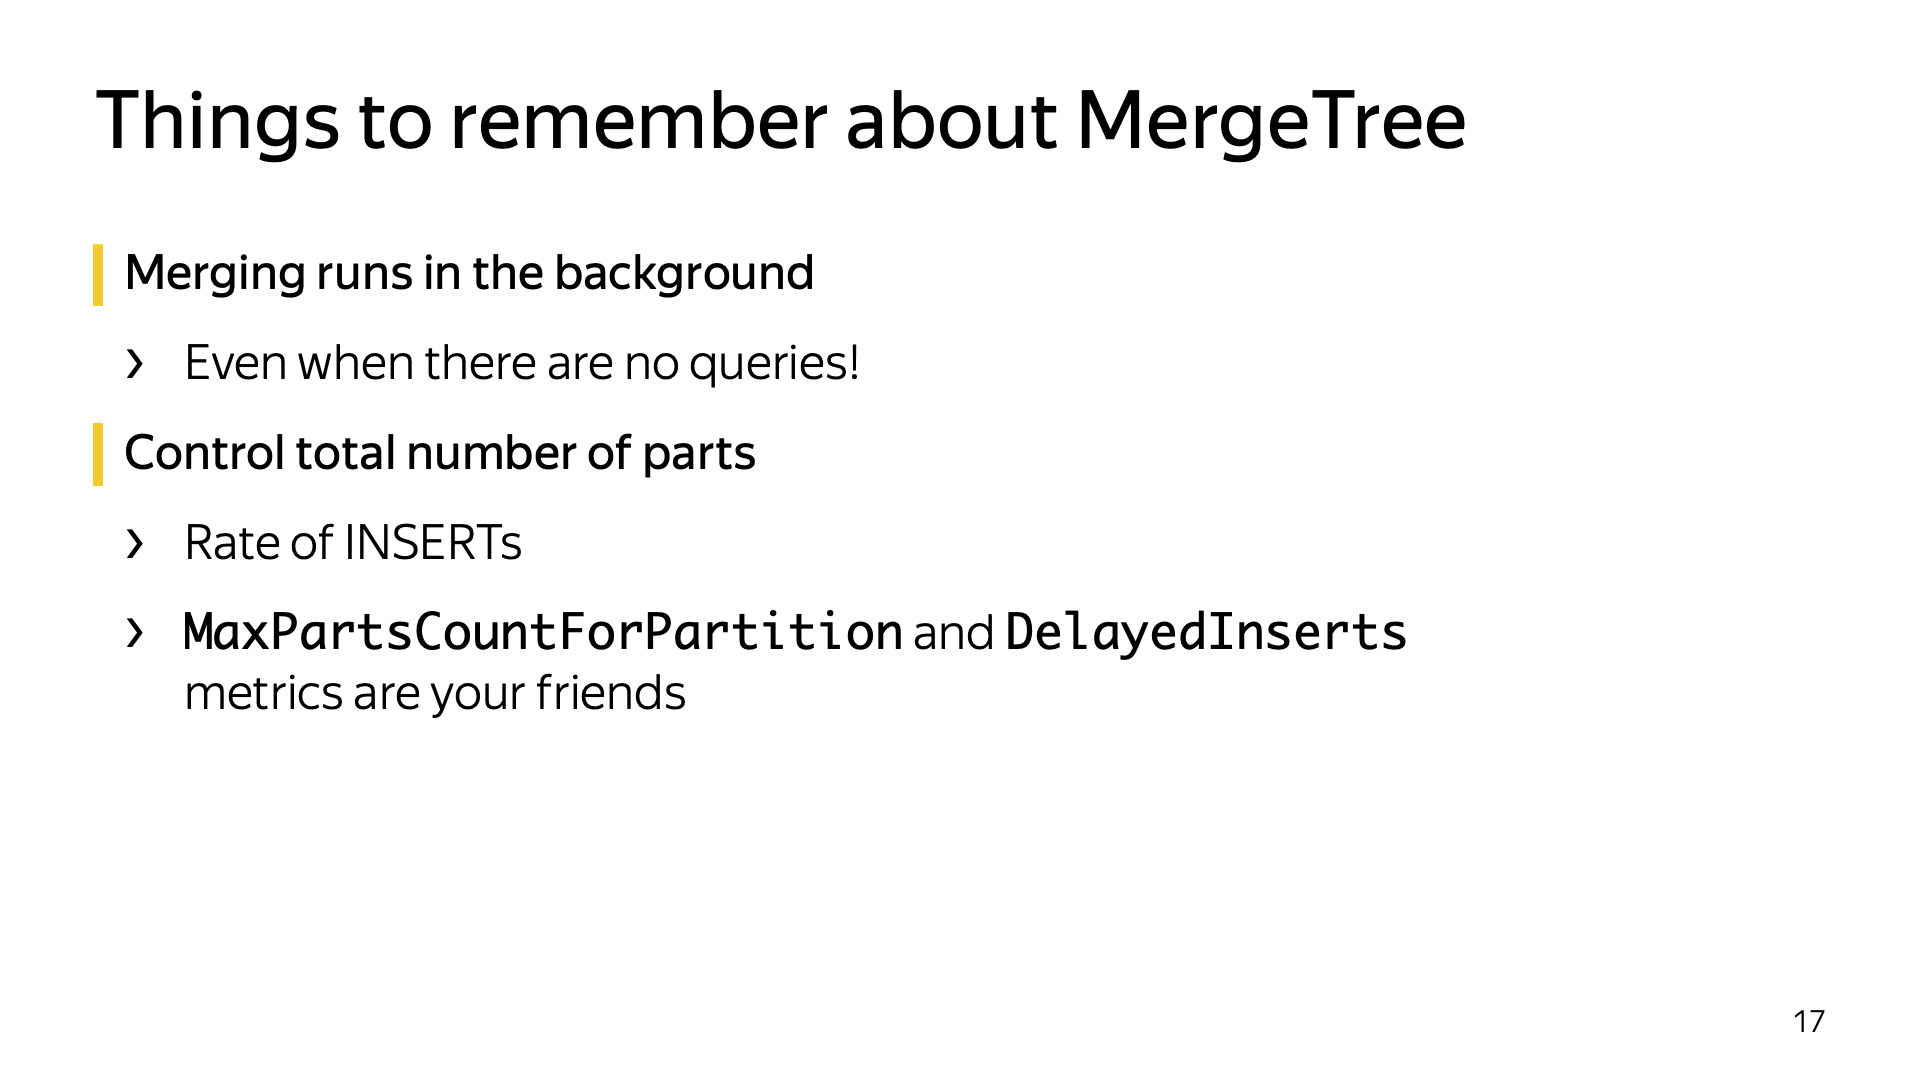 Things to remember about MergeTree
Merging runs in the background
› Even when there are no queries!
Control total number of parts
› Rate of INSERTs
› MaxPartsCountForPartition and DelayedInserts
metrics are your friends
17